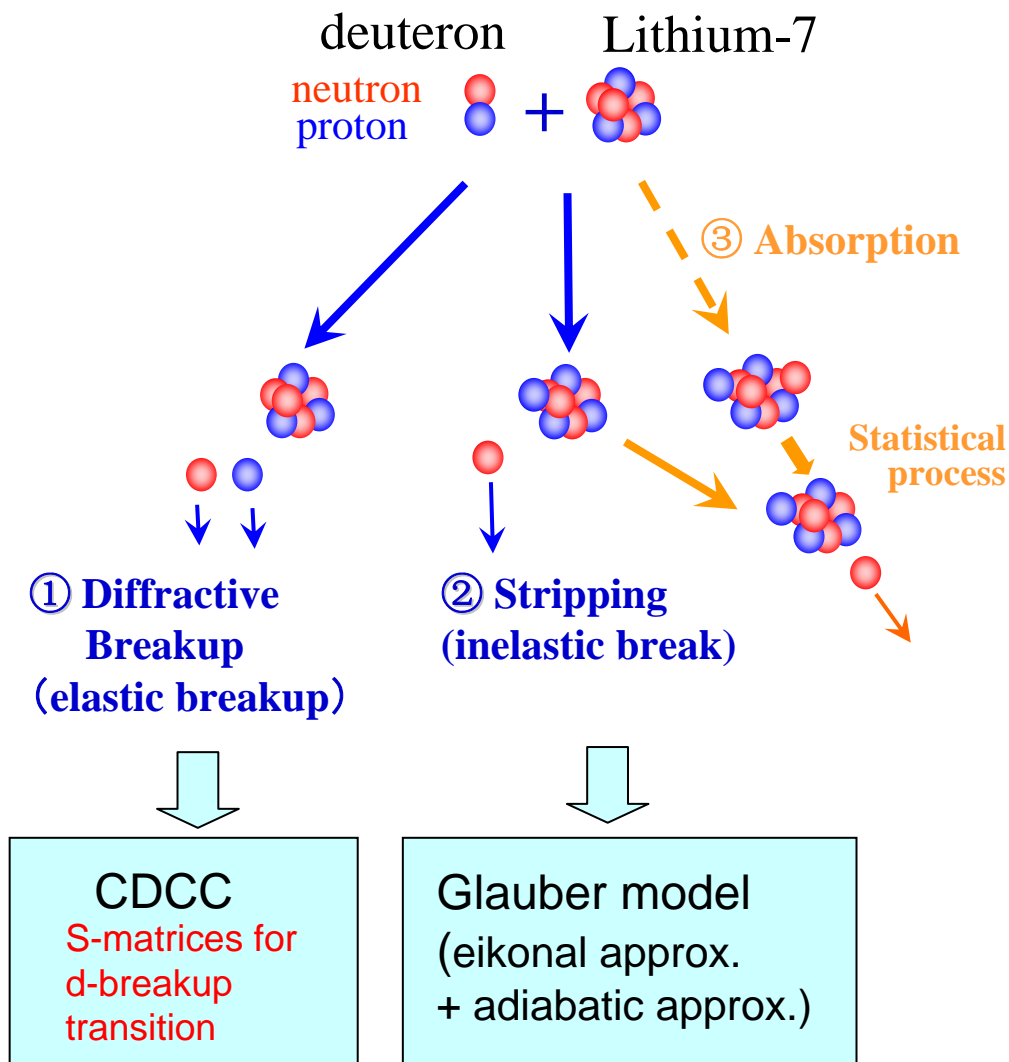 deuteron Lithium-7
neutron
proton
+
③ Absorption
Statistical
process
① Diffractive
Breakup
（elastic breakup）
② Stripping
(inelastic break)
CDCC
S-matrices for
d-breakup
transition
Glauber model
(eikonal approx.
+ adiabatic approx.)